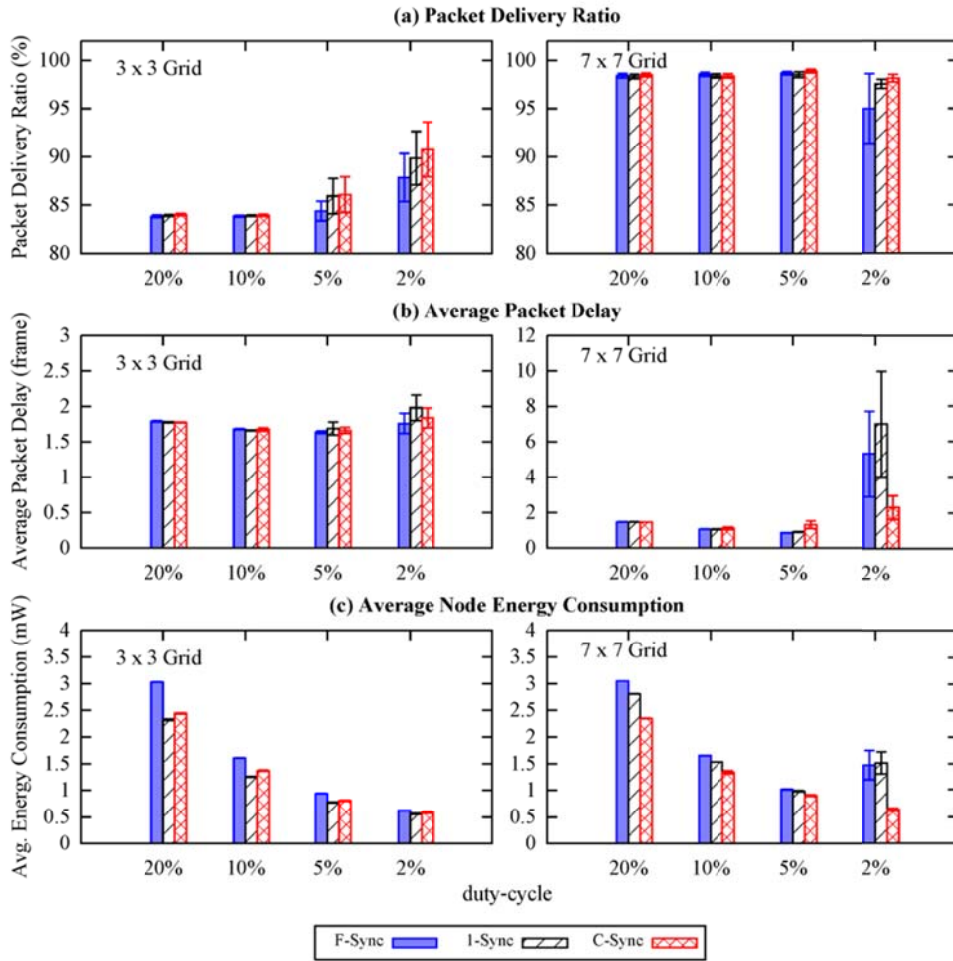 (a) Packet Delivery Ratio
Packet Delivery Ratio (%)
100
95
90
85
80
3 x 3 Grid
20% 10% 5% 2%
100
95
90
85
80
7 x 7 Grid
20% 10% 5% 2%
(b) Average Packet Delay
Average Packet Delay (frame)
3
2.5
2
1.5
1
0.5
0
3 x 3 Grid
20% 10% 5% 2%
12
10
8
6
4
2
0
7 x 7 Grid
20% 10% 5% 2%
(c) Average Node Energy Consumption
Avg. Energy Consumption (mW)
4
3.5
3
2.5
2
1.5
1
0.5
0
3 x 3 Grid
20% 10% 5% 2%
4
3.5
3
2.5
2
1.5
1
0.5
0
7 x 7 Grid
20% 10% 5% 2%
duty-cycle
F-Sync 1-Sync C-Sync